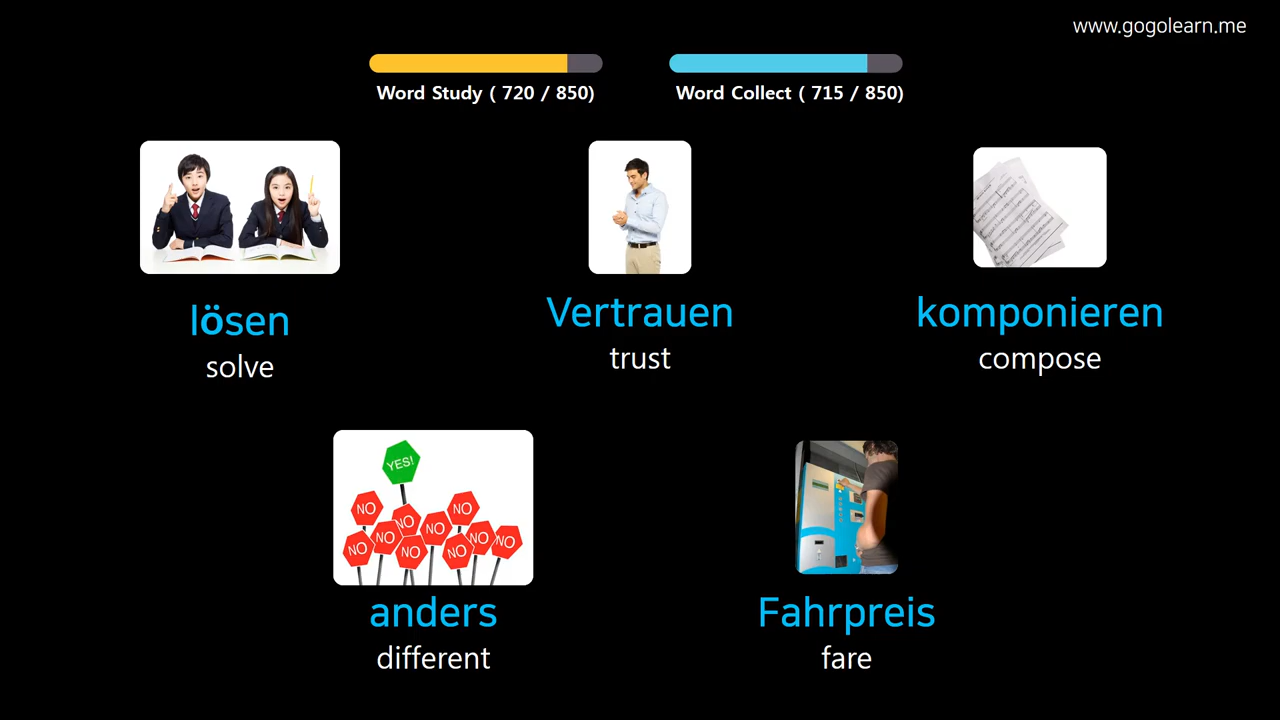 www.gogolearn.me
Word Study ( 720 / 850)
Word Collect ( 715 / 850)
lösen
solve
Vertrauen
trust
komponieren
compose
YES!
NO
NO
NO
NO
NO
NO
NO
NO
NO
NO
anders
different
Fahrpreis
fare